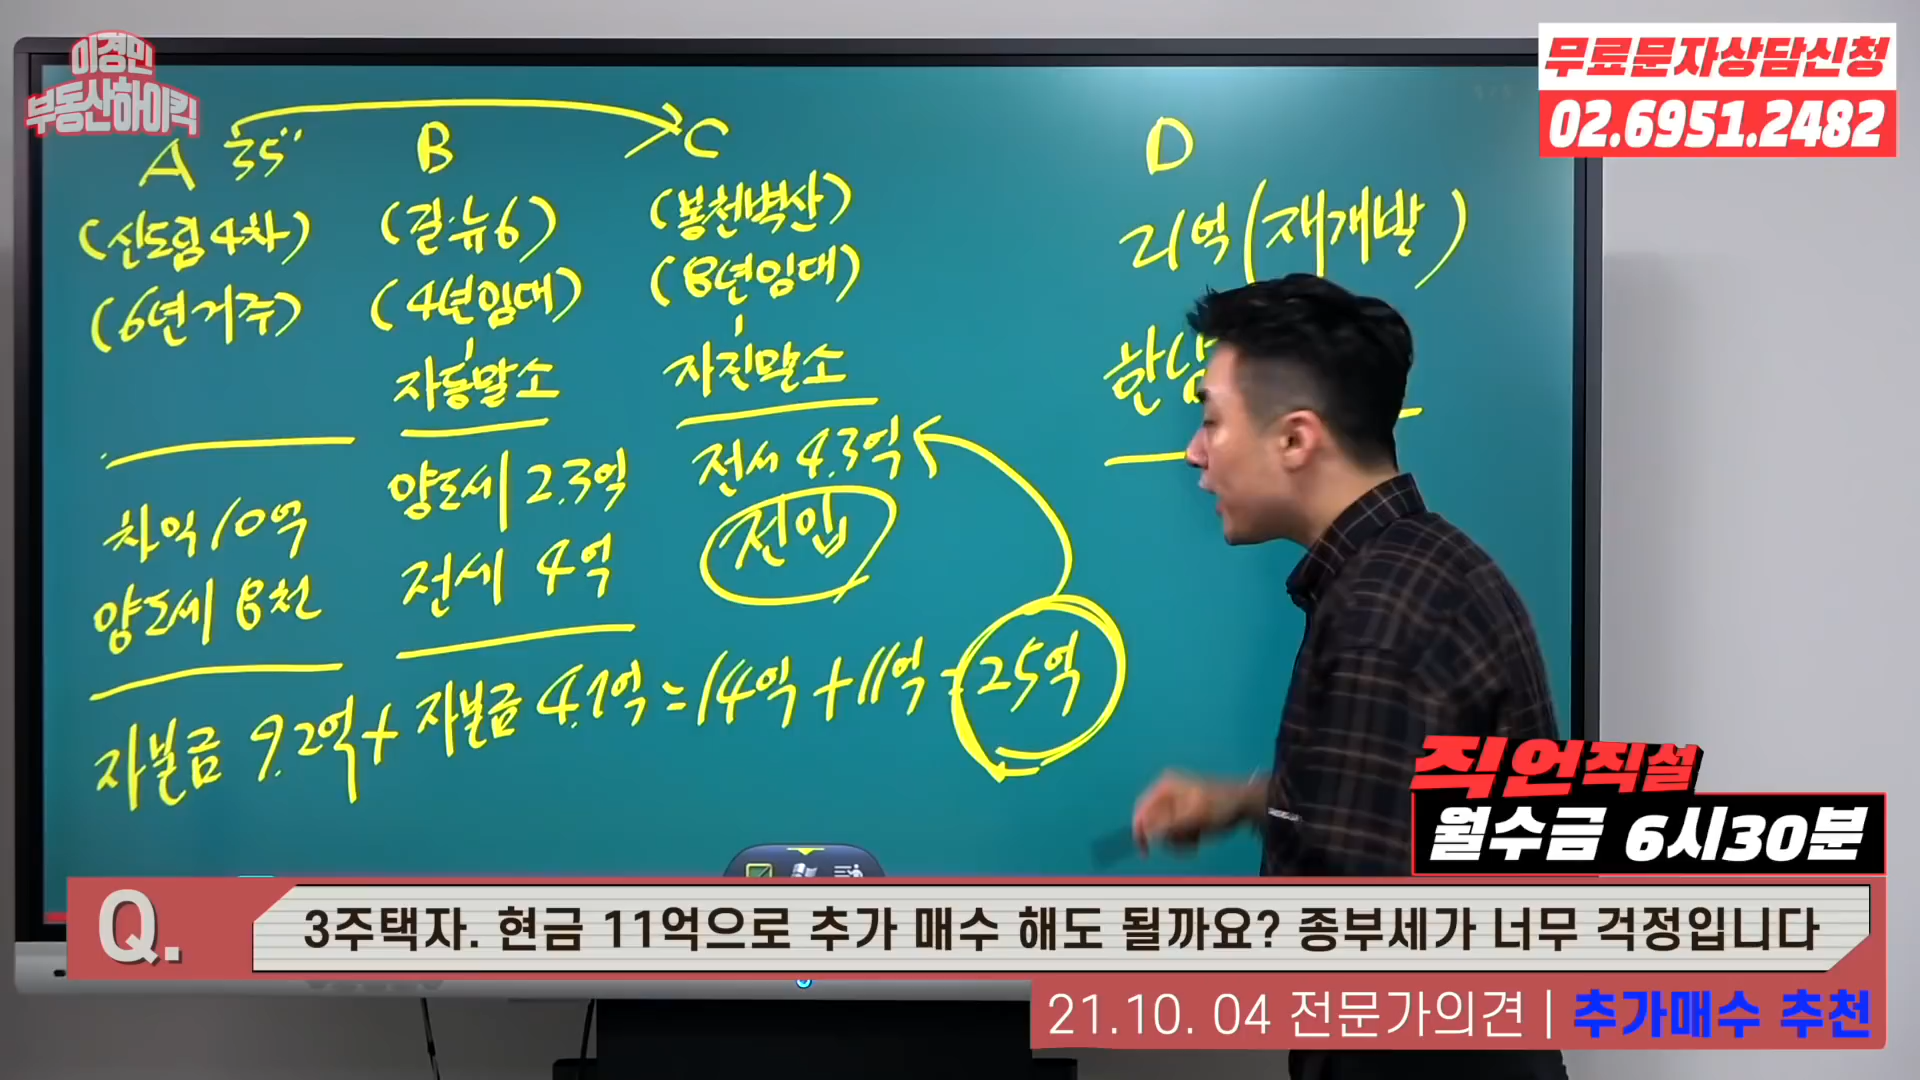 이경민
부동산하이킥
무료문자상담신청
02.6951.2482
A 35"
(신도림4차)
(6년거주)
차익 10억
양도세 8천
B
(길.뉴6)
(4년임대)
자동말소
양도세 2.3억
전세 4억
C
(봉천벽산)
(8년임대)
자진말소
전세 4.3억
전입
D
21억(재개발)
한남
자불금 9.2억+ 자불금 4.7억 = 14억 + 11억 = 25억
직언직설
월수금 6시30분
Q. 3주택자. 현금 11억으로 추가 매수 해도 될까요? 종부세가 너무 걱정입니다
21.10. 04 전문가의견 | 추가매수 추천